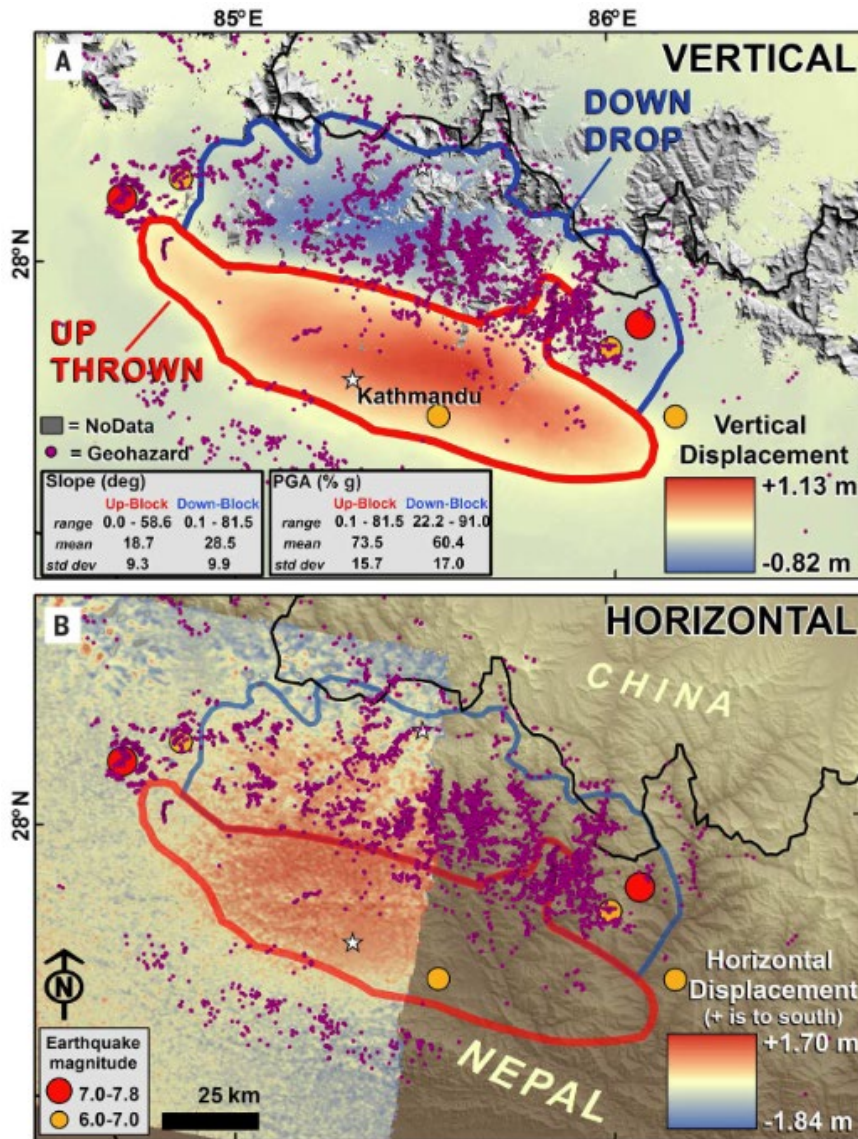 85°E 86°E
A VERTICAL
DOWN
DROP
28°N
UP
THROWN
Kathmandu
= NoData
= Geohazard
Vertical
Displacement
+1.13 m
-0.82 m
Slope (deg)
Up-Block Down-Block
range 0.0 - 58.6 0.1 - 81.5
mean 18.7 28.5
std dev 9.3 9.9
PGA (% g)
Up-Block Down-Block
range 0.1 - 81.5 22.2 - 91.0
mean 73.5 60.4
std dev 15.7 17.0
B HORIZONTAL
CHINA
28°N
N
Horizontal
Displacement
(+ is to south)
+1.70 m
-1.84 m
NEPAL
Earthquake
magnitude
7.0-7.8
6.0-7.0
25 km